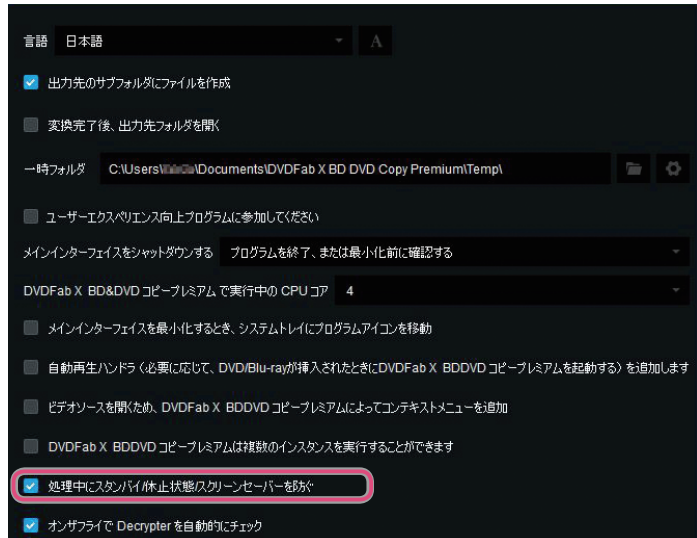 言語 日本語 A
出力先のサブフォルダにファイルを作成
変換完了後、出力先フォルダを開く
一時フォルダ C:\Users\ \Documents\DVDFab X BD DVD Copy Premium\Temp\
ユーザーエクスペリエンス向上プログラムに参加してください
メインインターフェイスをシャットダウンする プログラムを終了、または最小化前に確認する
DVDFab X BD&DVD コピープレミアム で実行中の CPU コア 4
メインインターフェイスを最小化するとき、システムトレイにプログラムアイコンを移動
自動再生ハンドラ (必要に応じて、DVD/Blu-rayが挿入されたときにDVDFab X BDDVD コピープレミアムを起動する) を追加します
ビデオソースを開くため、DVDFab X BDDVD コピープレミアムによってコンテキストメニューを追加
DVDFab X BDDVD コピープレミアムは複数のインスタンスを実行することができます
処理中にスタンバイ/休止状態/スクリーンセーバーを防ぐ
オンザフライで Decrypter を自動的にチェック